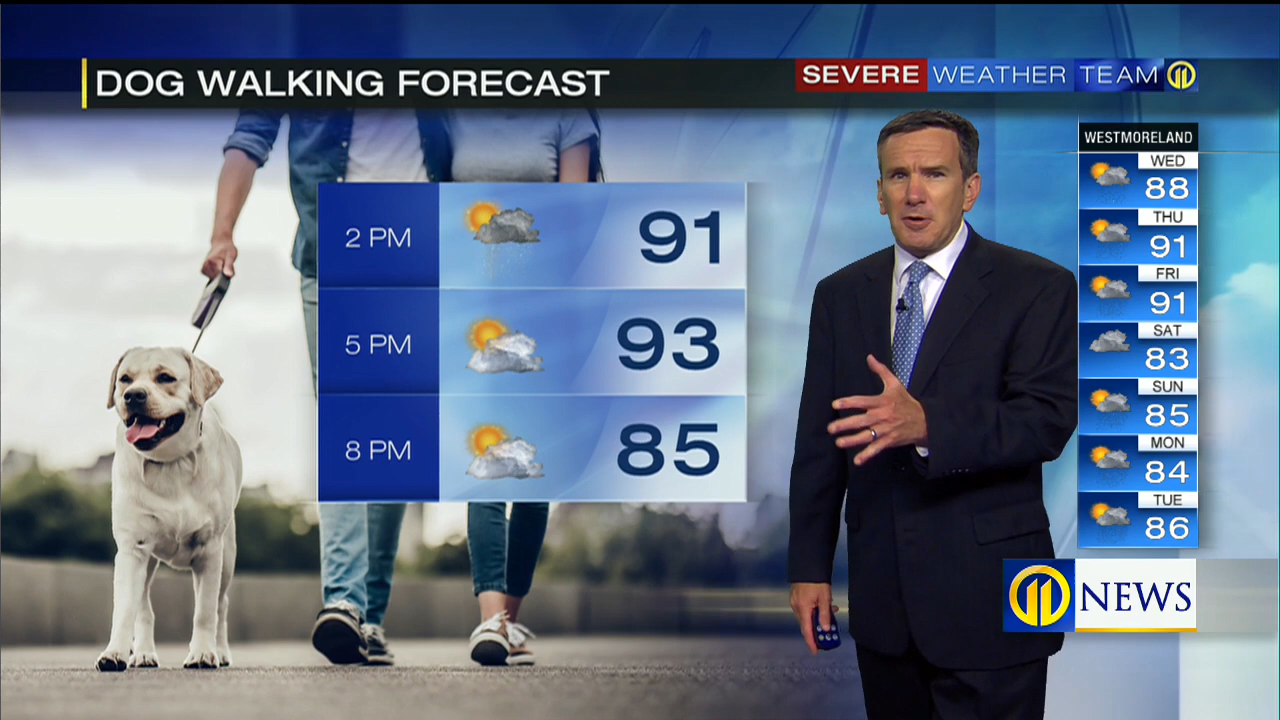 DOG WALKING FORECAST
SEVERE WEATHER TEAM 11
2 PM 91
5 PM 93
8 PM 85
WESTMORELAND
WED
88
THU
91
FRI
91
SAT
83
SUN
85
MON
84
TUE
86
11 NEWS